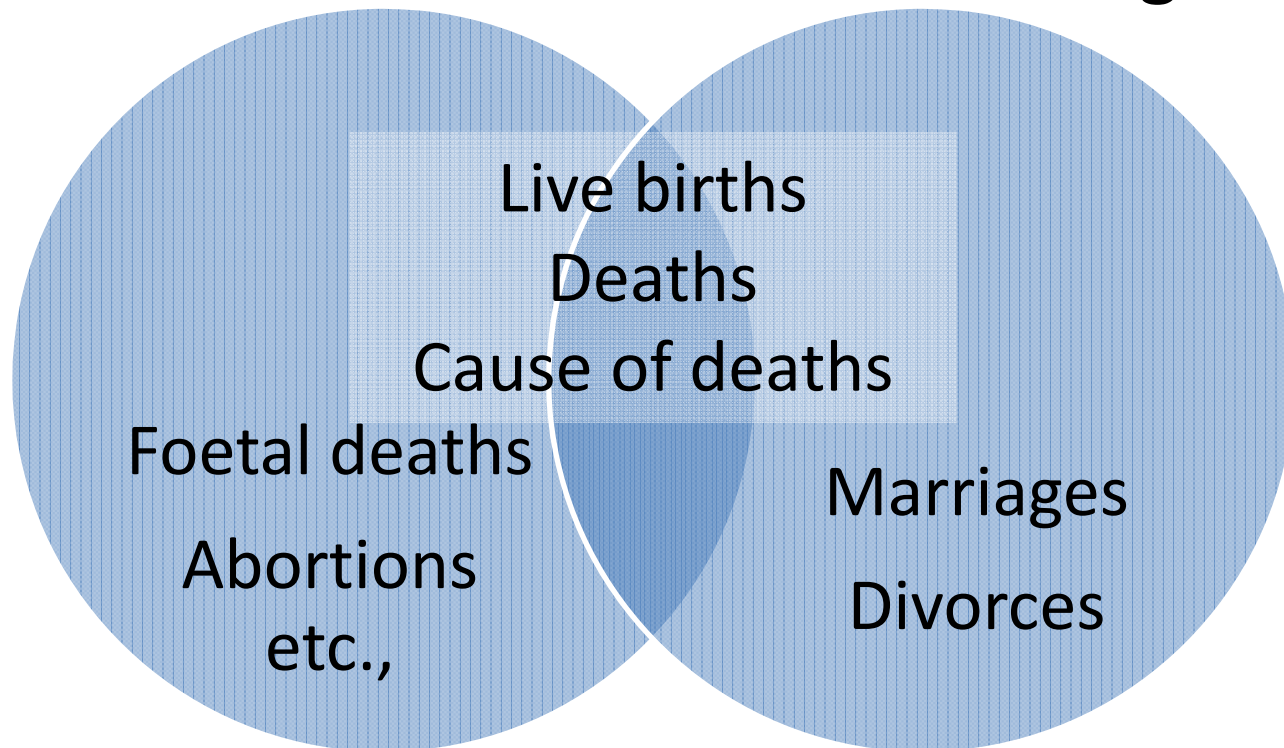 Live births
Deaths
Cause of deaths
Foetal deaths
Abortions
etc.,
Marriages
Divorces